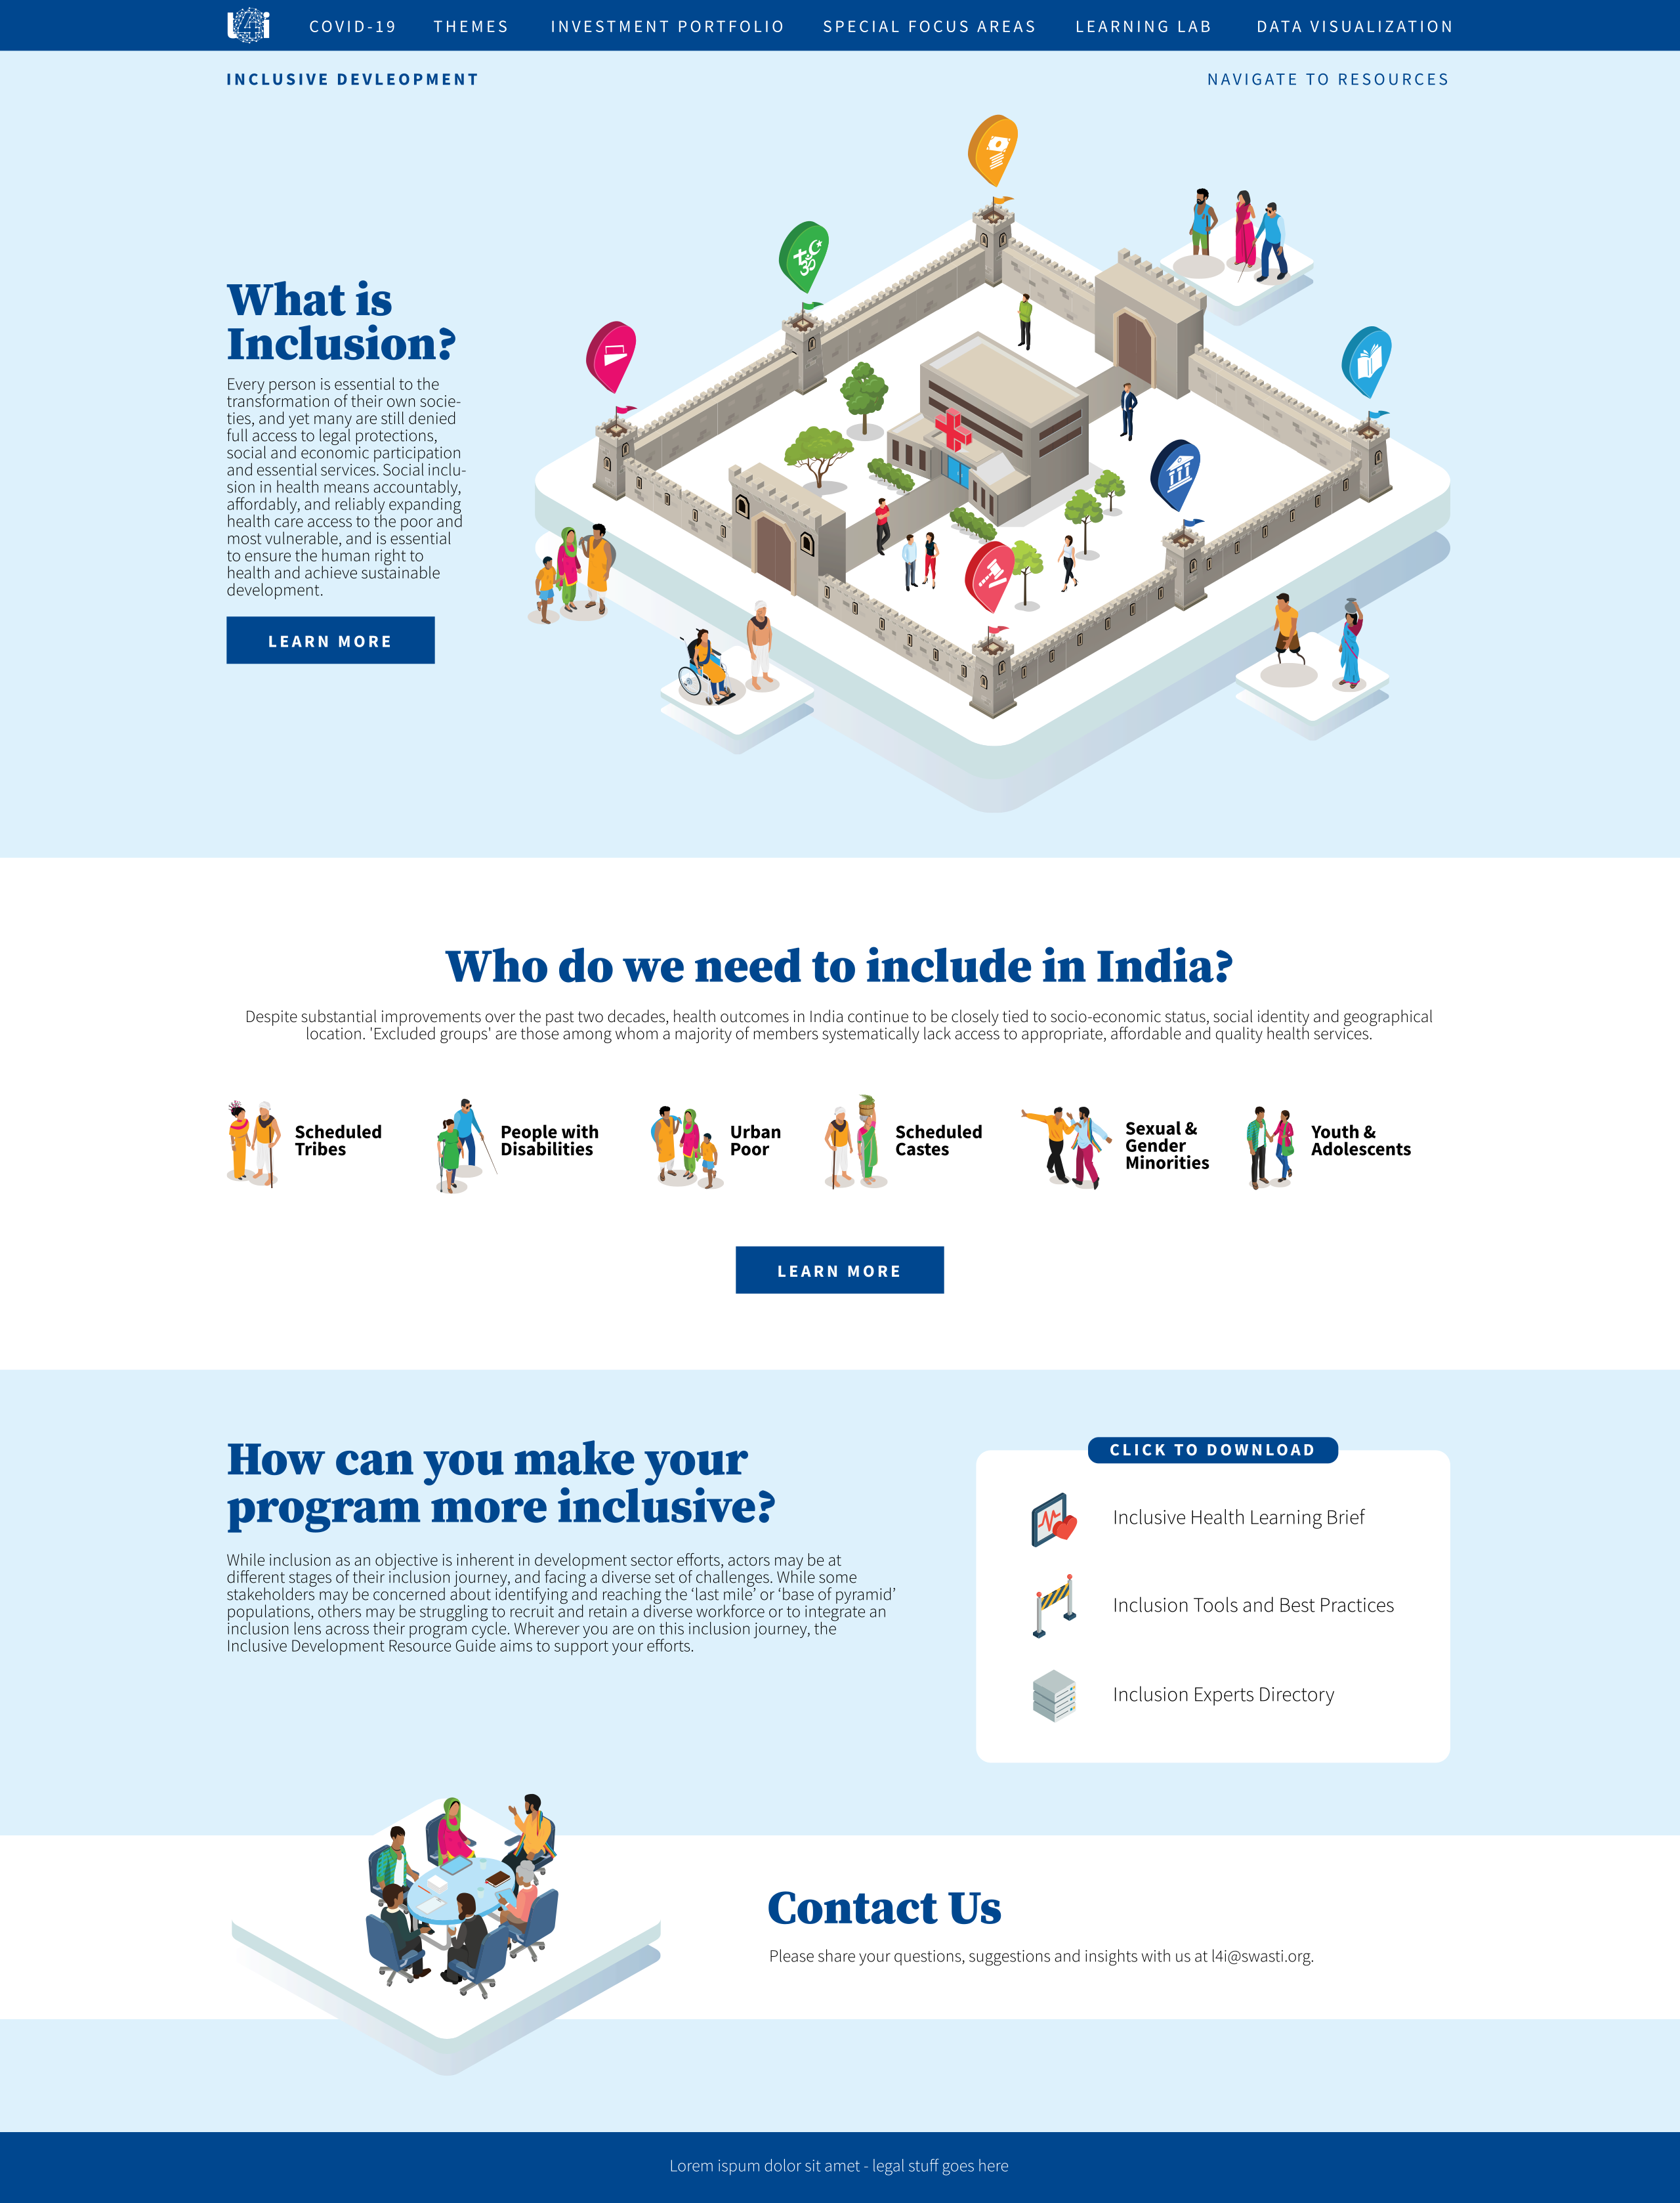 L4i
COVID-19 THEMES INVESTMENT PORTFOLIO SPECIAL FOCUS AREAS LEARNING LAB DATA VISUALIZATION
INCLUSIVE DEVLEOPMENT
NAVIGATE TO RESOURCES
What is
Inclusion?
Every person is essential to the
transformation of their own socie-
ties, and yet many are still denied
full access to legal protections,
social and economic participation
and essential services. Social inclu-
sion in health means accountably,
affordably, and reliably expanding
health care access to the poor and
most vulnerable, and is essential
to ensure the human right to
health and achieve sustainable
development.
LEARN MORE
Who do we need to include in India?
Despite substantial improvements over the past two decades, health outcomes in India continue to be closely tied to socio-economic status, social identity and geographical
location. 'Excluded groups' are those among whom a majority of members systematically lack access to appropriate, affordable and quality health services.
Scheduled
Tribes
People with
Disabilities
Urban
Poor
Scheduled
Castes
Sexual &
Gender
Minorities
Youth &
Adolescents
LEARN MORE
How can you make your
program more inclusive?
While inclusion as an objective is inherent in development sector efforts, actors may be at
different stages of their inclusion journey, and facing a diverse set of challenges. While some
stakeholders may be concerned about identifying and reaching the ‘last mile’ or ‘base of pyramid’
populations, others may be struggling to recruit and retain a diverse workforce or to integrate an
inclusion lens across their program cycle. Wherever you are on this inclusion journey, the
Inclusive Development Resource Guide aims to support your efforts.
CLICK TO DOWNLOAD
Inclusive Health Learning Brief
Inclusion Tools and Best Practices
Inclusion Experts Directory
Contact Us
Please share your questions, suggestions and insights with us at l4i@swasti.org.
Lorem ispum dolor sit amet - legal stuff goes here